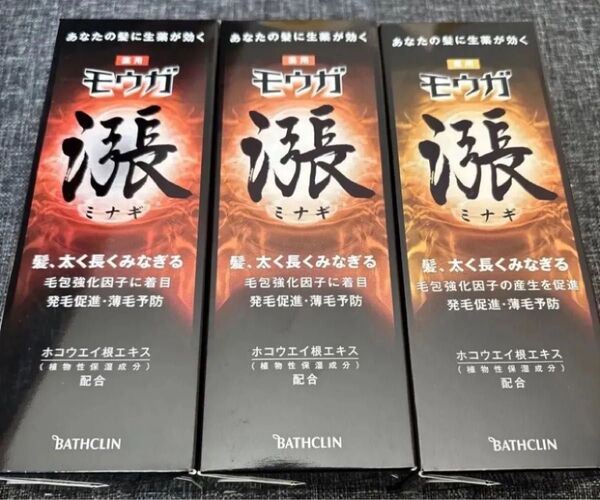 あなたの髪に生薬が効く
薬用
モウガ
漲
ミナギ
髪、太く長くみなぎる
毛包強化因子に着目
発毛促進・薄毛予防
ホコウエイ根エキス
(植物性保湿成分)
配合
BATHCLIN
あなたの髪に生薬が効く
薬用
モウガ
漲
ミナギ
髪、太く長くみなぎる
毛包強化因子に着目
発毛促進・薄毛予防
ホコウエイ根エキス
(植物性保湿成分)
配合
BATHCLIN
あなたの髪に生薬が効く
薬用
モウガ
漲
ミナギ
髪、太く長くみなぎる
毛包強化因子の産生を促進
発毛促進・薄毛予防
ホコウエイ根エキス
(植物性保湿成分)
配合
BATHCLIN